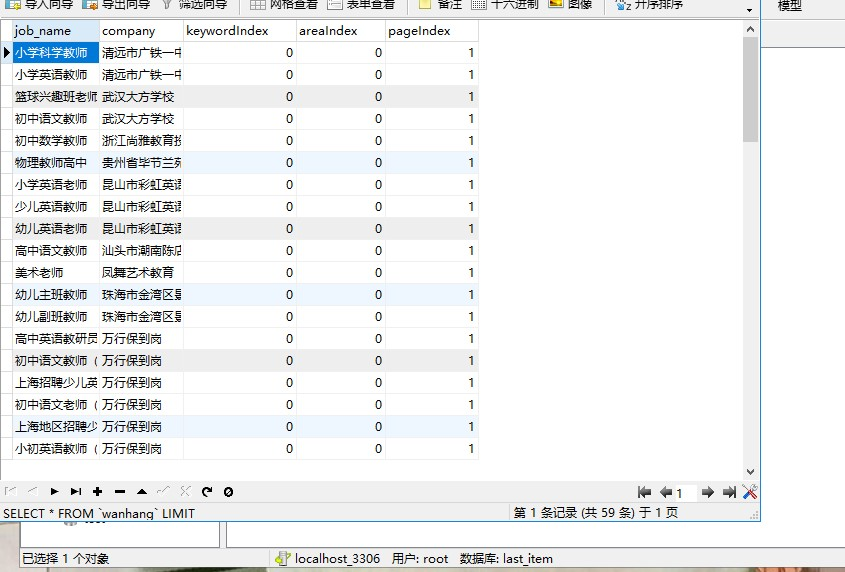 导入向导 导出向导 筛选向导 网格查看 表单查看 备注 十六进制 图像 升序排序
模型
job_name company keywordIndex areaIndex pageIndex
小学科学教师 清远市广铁一中 0 0 1
小学英语教师 清远市广铁一中 0 0 1
篮球兴趣班老师 武汉大方学校 0 0 1
初中语文教师 武汉大方学校 0 0 1
初中数学教师 浙江尚雅教育投 0 0 1
物理教师高中 贵州省毕节兰苑 0 0 1
小学英语老师 昆山市彩虹英语 0 0 1
少儿英语教师 昆山市彩虹英语 0 0 1
幼儿英语老师 昆山市彩虹英语 0 0 1
高中语文教师 汕头市潮南陈店 0 0 1
美术老师 凤舞艺术教育 0 0 1
幼儿主班教师 珠海市金湾区 0 0 1
幼儿副班教师 珠海市金湾区 0 0 1
高中英语教研员 万行保到岗 0 0 1
初中语文教师（ 万行保到岗 0 0 1
上海招聘少儿英 万行保到岗 0 0 1
初中语文老师（ 万行保到岗 0 0 1
上海地区招聘少 万行保到岗 0 0 1
小初英语教师（ 万行保到岗 0 0 1
1
SELECT * FROM `wanhang` LIMIT 第 1 条记录 (共 59 条) 于 1 页
已选择 1 个对象 localhost_3306 用户: root 数据库: last_item